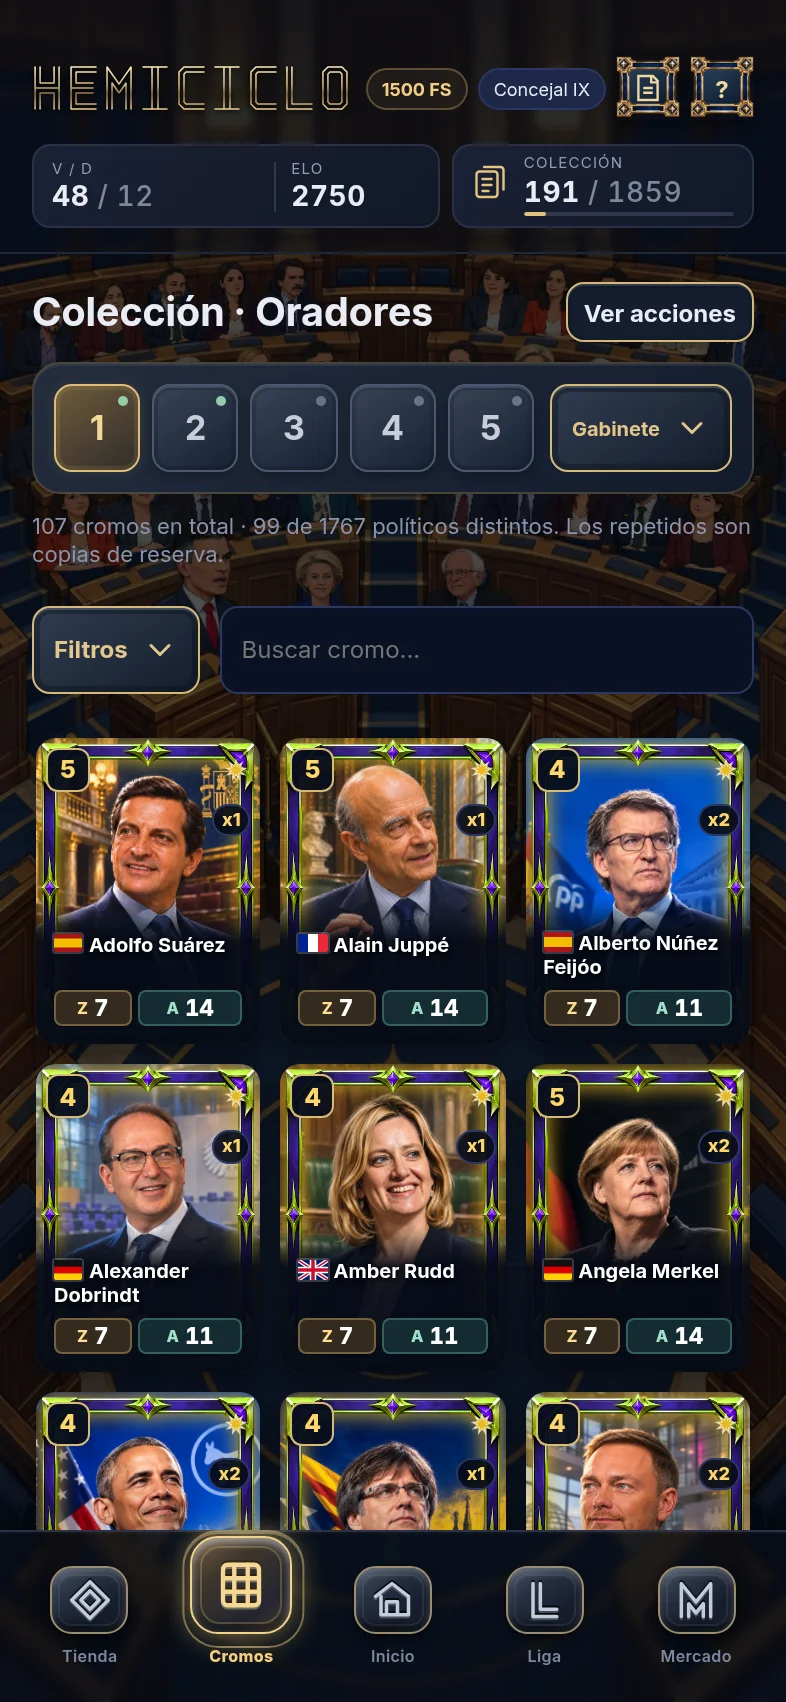 HEMICICLO
1500 FS
Concejal IX
?
V / D
48 / 12
ELO
2750
COLECCIÓN
191 / 1859
Colección · Oradores
Ver acciones
1
2
3
4
5
Gabinete
107 cromos en total · 99 de 1767 políticos distintos. Los repetidos son
copias de reserva.
Filtros
Buscar cromo...
5
x1
Adolfo Suárez
Z 7
A 14
5
x1
Alain Juppé
Z 7
A 14
4
x2
PP
Alberto Núñez
Feijóo
Z 7
A 11
4
x1
Alexander
Dobrindt
Z 7
A 11
4
x1
Amber Rudd
Z 7
A 11
5
x2
Angela Merkel
Z 7
A 14
4
x2
4
x1
4
x2
Tienda
Cromos
Inicio
L
Liga
M
Mercado